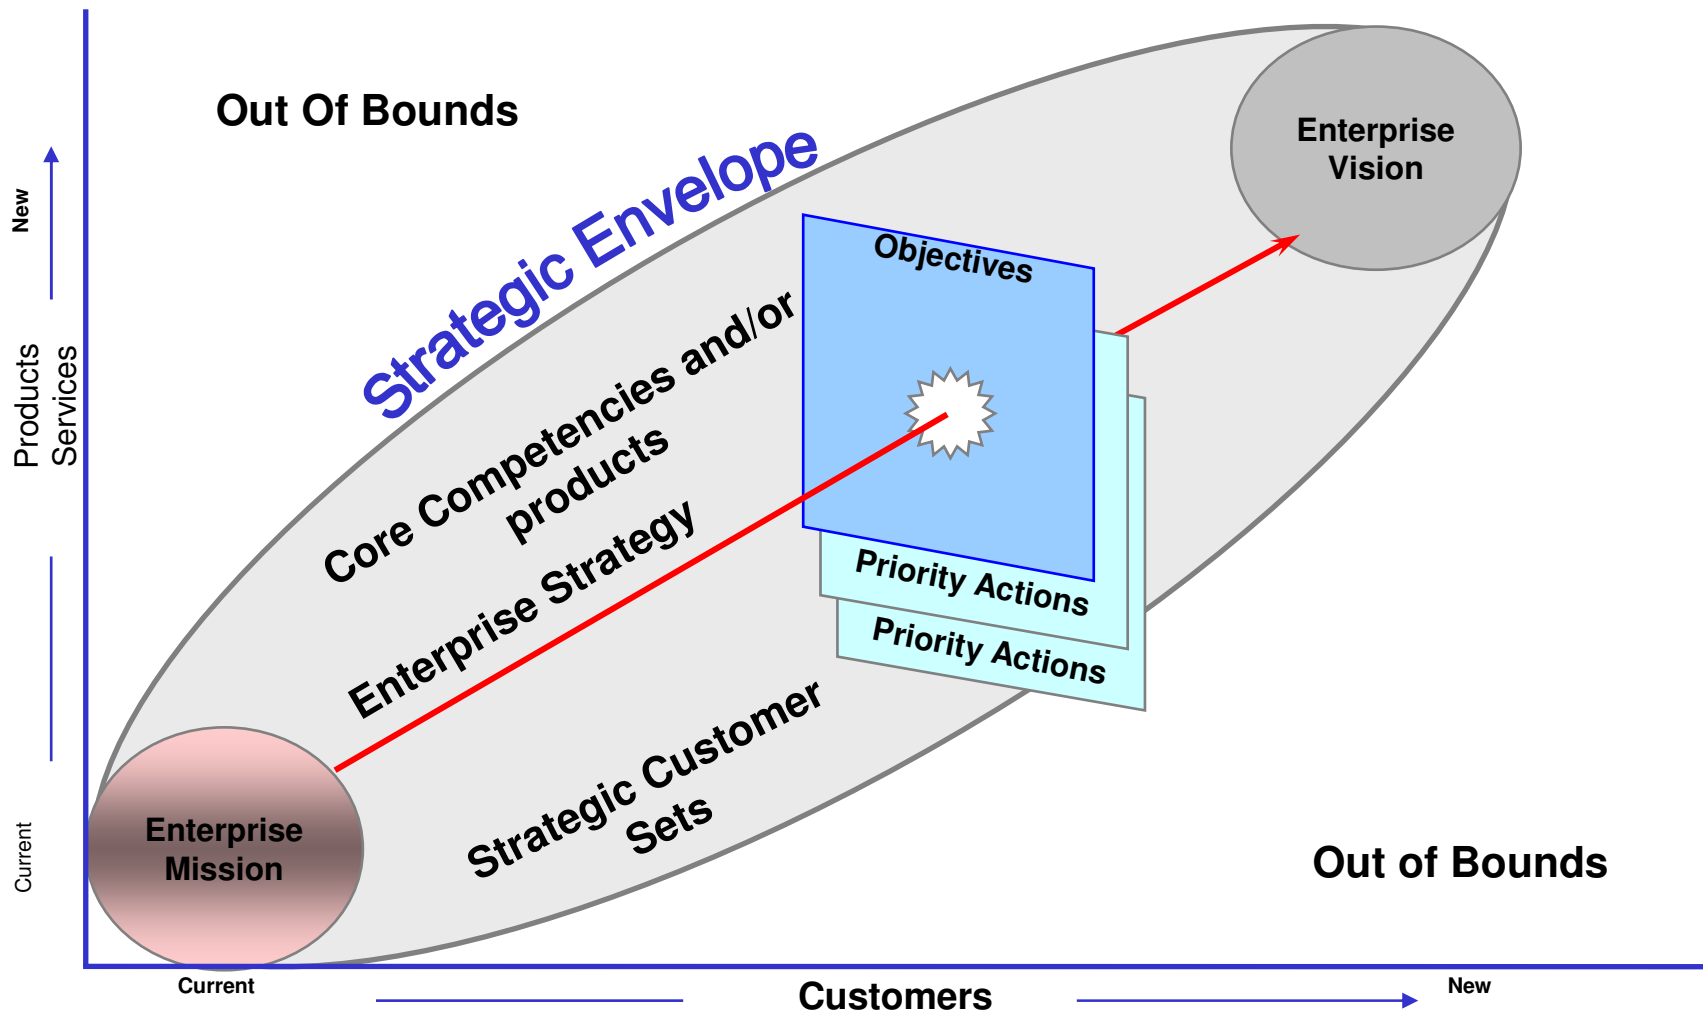 Out Of Bounds
Enterprise
Vision
Strategic Envelope
New
Objectives
Core Competencies and/or
products
Products
Services
Enterprise Strategy
Priority Actions
Priority Actions
Strategic Customer
Sets
Enterprise
Mission
Current
Out of Bounds
Current
Customers
New